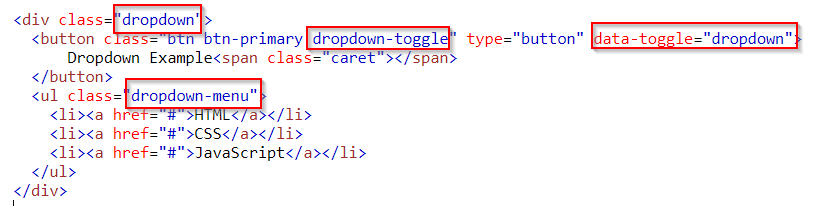 <div class="dropdown">
<button class="btn btn-primary dropdown-toggle" type="button" data-toggle="dropdown">
Dropdown Example<span class="caret"></span>
</button>
<ul class="dropdown-menu">
<li><a href="#">HTML</a></li>
<li><a href="#">CSS</a></li>
<li><a href="#">JavaScript</a></li>
</ul>
</div>